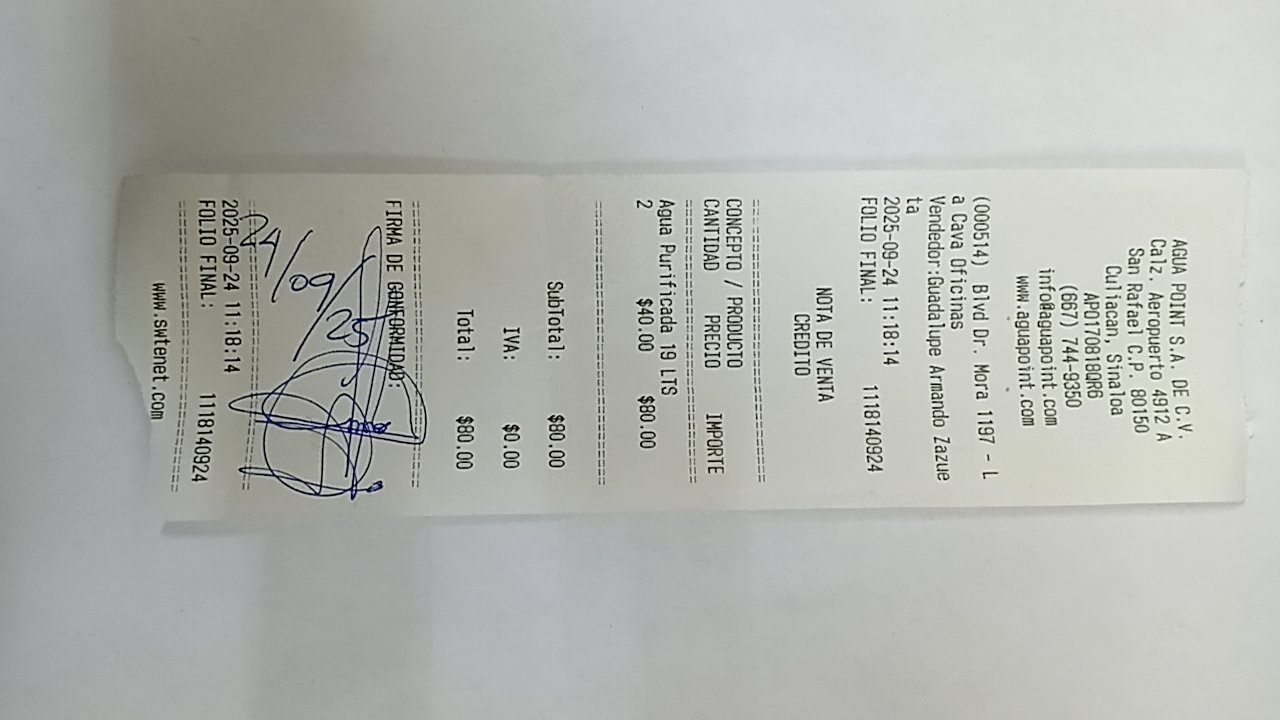 AGUA POINT S.A. DE C.V.
Calz. Aeropuerto 4912 A
San Rafael C.P. 80150
Culiacan, Sinaloa
APO170818QR6
(667) 744-9350
info@aguapoint.com
www.aguapoint.com
(000514) Blvd Dr. Mora 1197 - L
a Cava Oficinas
Vendedor:Guadalupe Armando Zazue
ta
2025-09-24 11:18:14
FOLIO FINAL: 1118140924
NOTA DE VENTA
CREDITO
CONCEPTO / PRODUCTO
CANTIDAD PRECIO IMPORTE
Agua Purificada 19 LTS
2 $40.00 $80.00
SubTotal: $80.00
IVA: $0.00
Total: $80.00
FIRMA DE CONFORMIDAD:
24/09/25
2025-09-24 11:18:14
FOLIO FINAL: 1118140924
www.swtenet.com